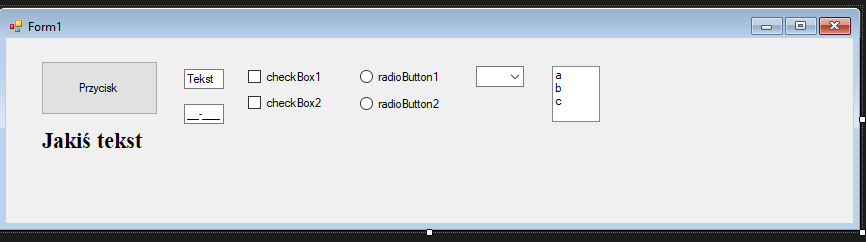 Form1
Przycisk
Tekst
checkBox1
radioButton1
a
b
c
__-___
checkBox2
radioButton2
Jakiś tekst